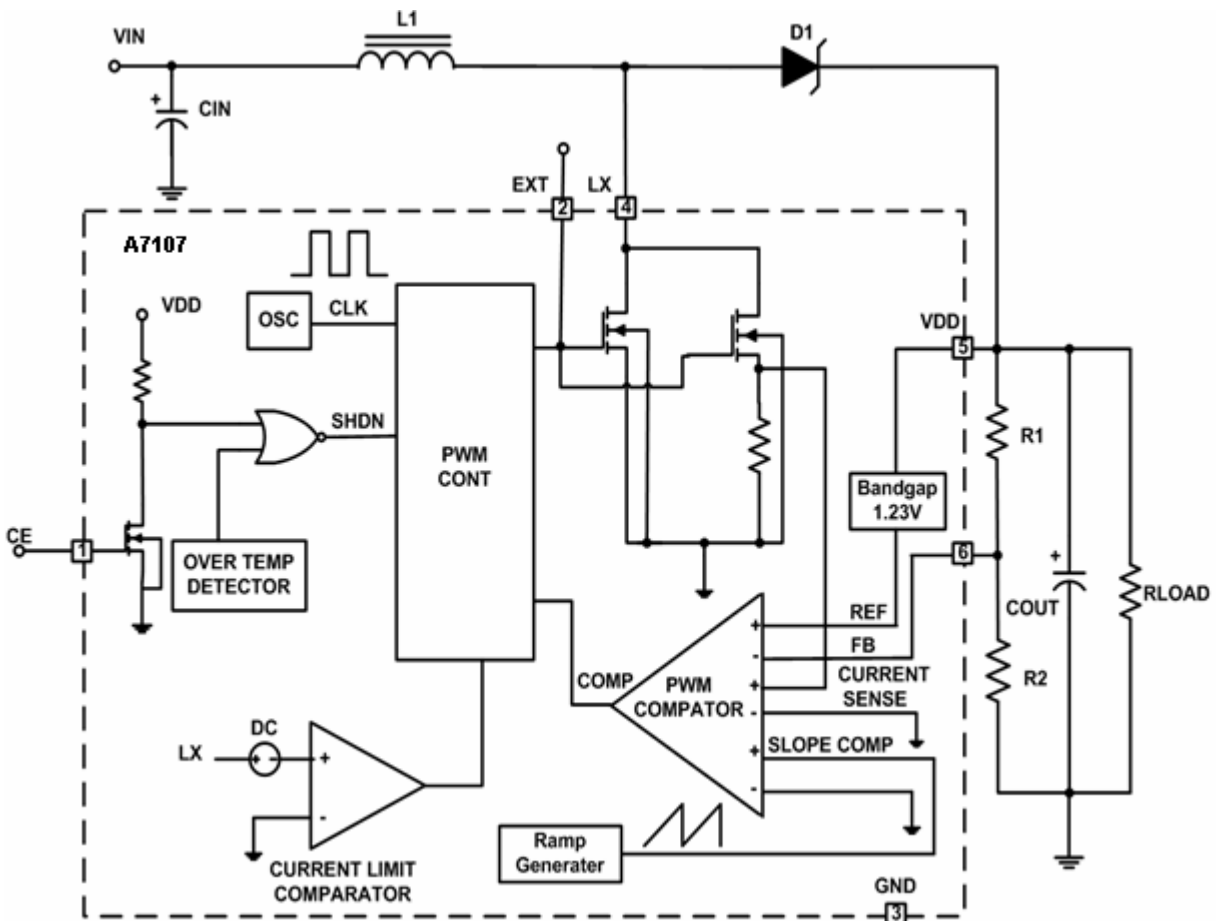 L1
D1
VIN
+
CIN
EXT
LX
2
4
A7107
VDD
OSC
CLK
VDD
5
SHDN
PWM
CONT
R1
Bandgap
1.23V
CE
1
OVER TEMP
DETECTOR
6
+
COUT
RLOAD
REF
FB
CURRENT
SENSE
SLOPE COMP
+
-
+
-
+
-
COMP
PWM
COMPATOR
R2
DC
LX
+
-
+
-
CURRENT LIMIT
COMPARATOR
Ramp
Generater
GND
3